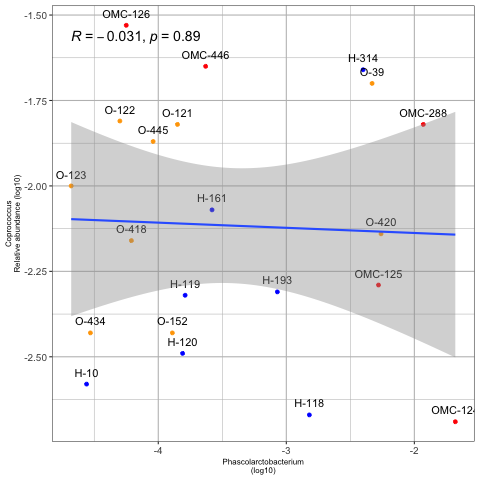 -1.50
OMC-126
R = −0.031, p = 0.89
OMC-446
H-314
O-39
-1.75
O-122
O-121
OMC-288
O-445
O-123
-2.00
H-161
O-418
O-420
Coprococcus
Relative abundance (log10)
-2.25
H-119
H-193
OMC-125
O-434
O-152
H-120
-2.50
H-10
H-118
OMC-124
-4
-3
-2
Phascolarctobacterium
(log10)